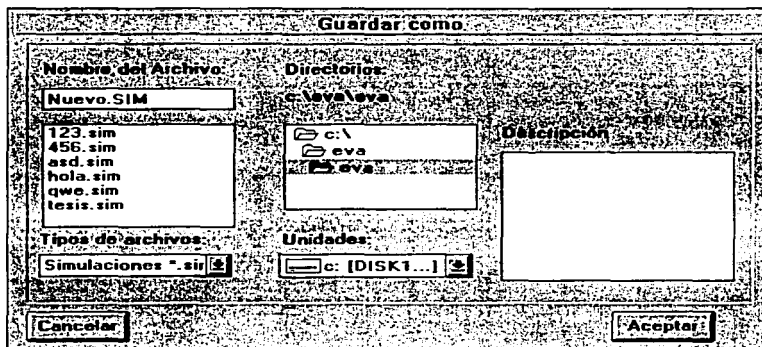 Guardar como
Nombre del Archivo:
Nuevo.SIM
123.sim
456.sim
asd.sim
hola.sim
qwe.sim
tesis.sim
Tipos de archivos:
Simulaciones *.sir
Directorios:
c:\eva\eva
c:\
eva
eva
Unidades:
c: [DISK1...]
Descripción
Cancelar
Aceptar